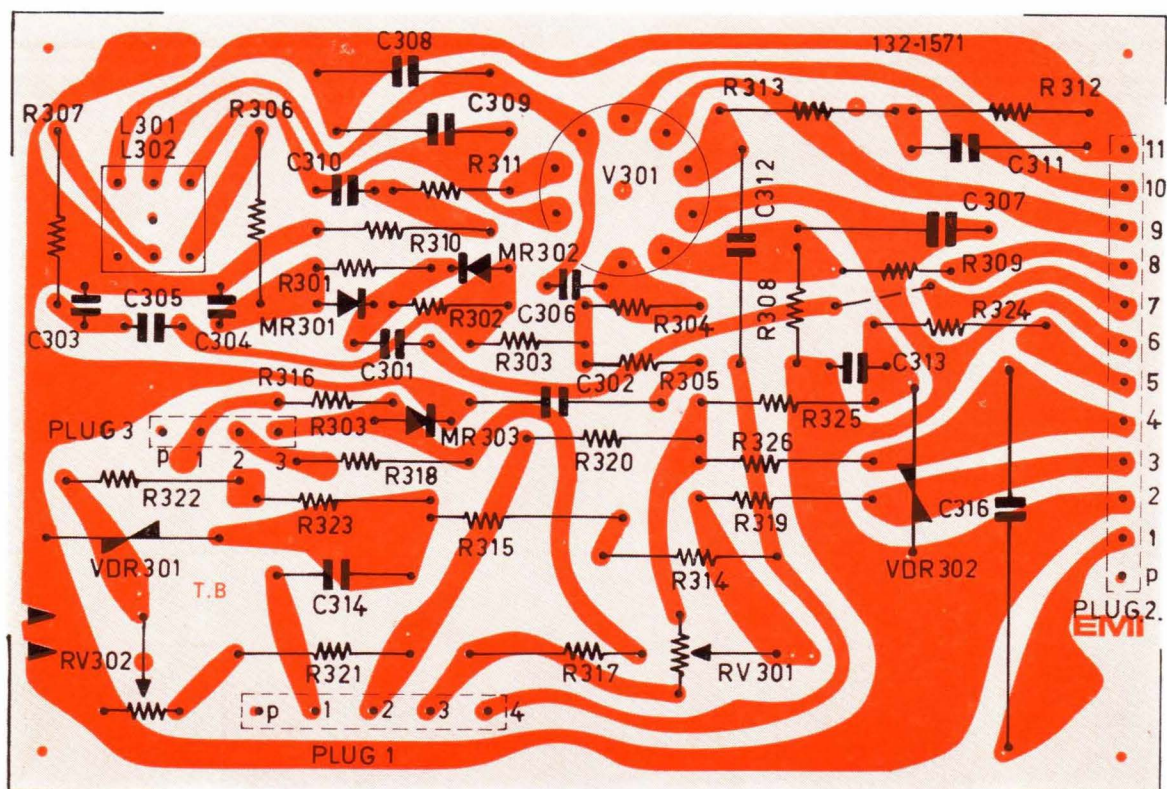 C308
132-1571
R307
L301
L302
R306
C309
R313
R312
C310
R311
V301
C312
C311
11
10
C307
9
R310
MR302
R309
8
R301
7
C305
C306
R308
R324
C303
C304
MR301
R302
R304
6
C301
R303
C302
R305
C313
5
R316
R325
4
PLUG 3
P
1
2
3
R303
MR303
R326
3
R318
R320
R322
R323
R319
2
C316
R315
1
VDR301
R314
VDR302
T.B
C314
P
PLUG 2.
EMI
RV302
R321
R317
RV301
P
1
2
3
4
PLUG 1